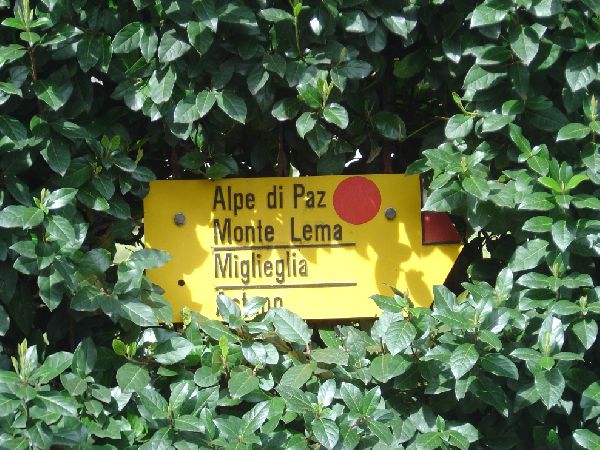 Alpe di Paz
Monte Lema
Miglieglia